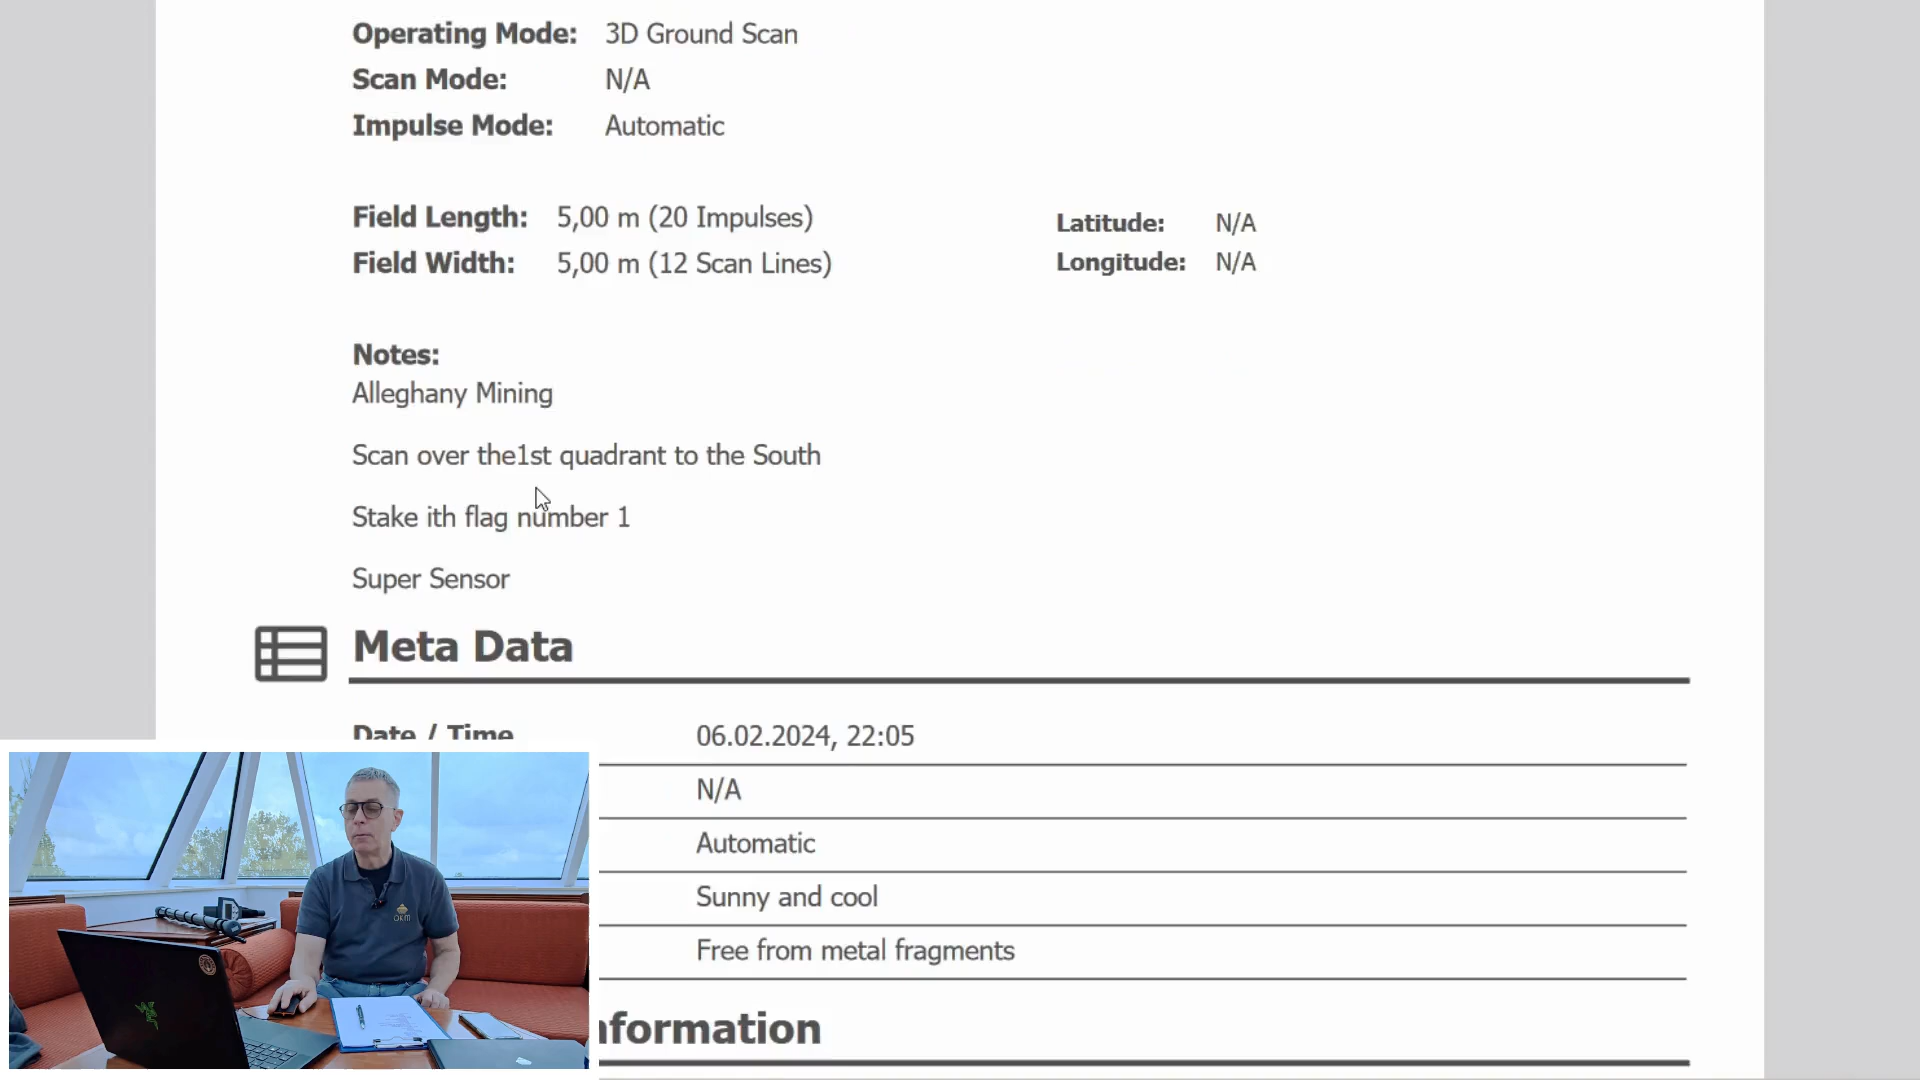 Operating Mode: 3D Ground Scan
Scan Mode: N/A
Impulse Mode: Automatic
Field Length: 5,00 m (20 Impulses)
Field Width: 5,00 m (12 Scan Lines)
Latitude: N/A
Longitude: N/A
Notes:
Alleghany Mining
Scan over the1st quadrant to the South
Stake ith flag number 1
Super Sensor
Meta Data
Date / Time 06.02.2024, 22:05
N/A
Automatic
Sunny and cool
Free from metal fragments
nformation
OKM